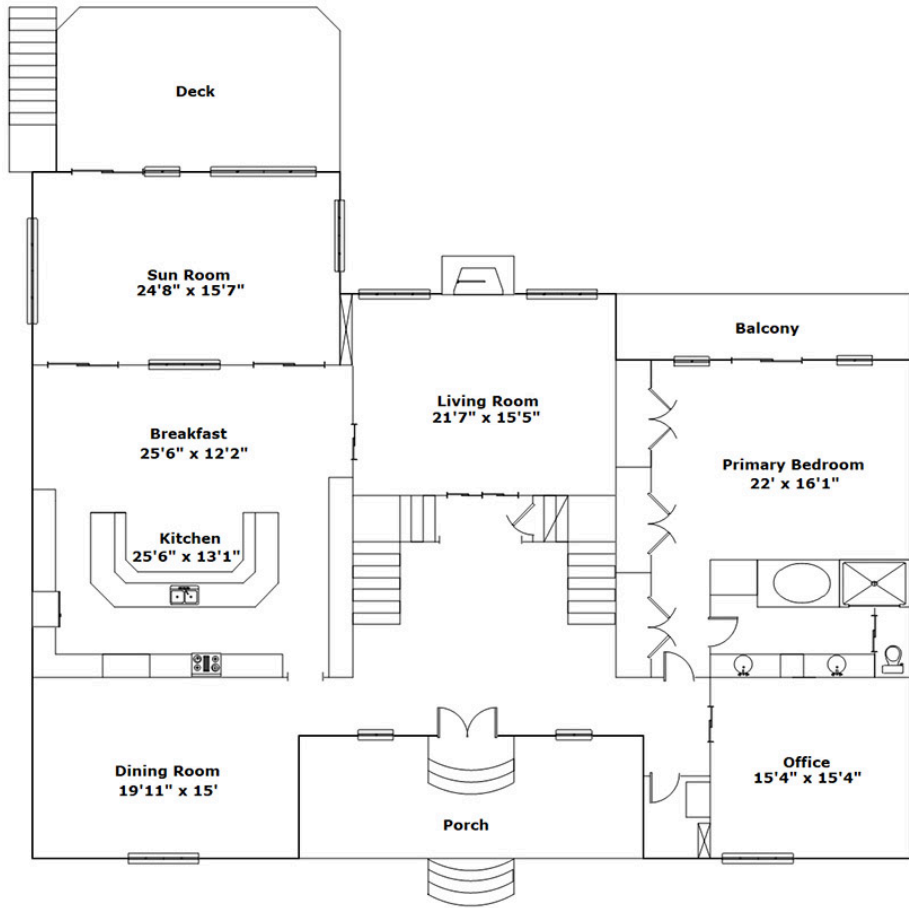 Deck
Sun Room
24'8" x 15'7"
Balcony
Living Room
21'7" x 15'5"
Breakfast
25'6" x 12'2"
Primary Bedroom
22' x 16'1"
Kitchen
25'6" x 13'1"
Dining Room
19'11" x 15'
Office
15'4" x 15'4"
Porch